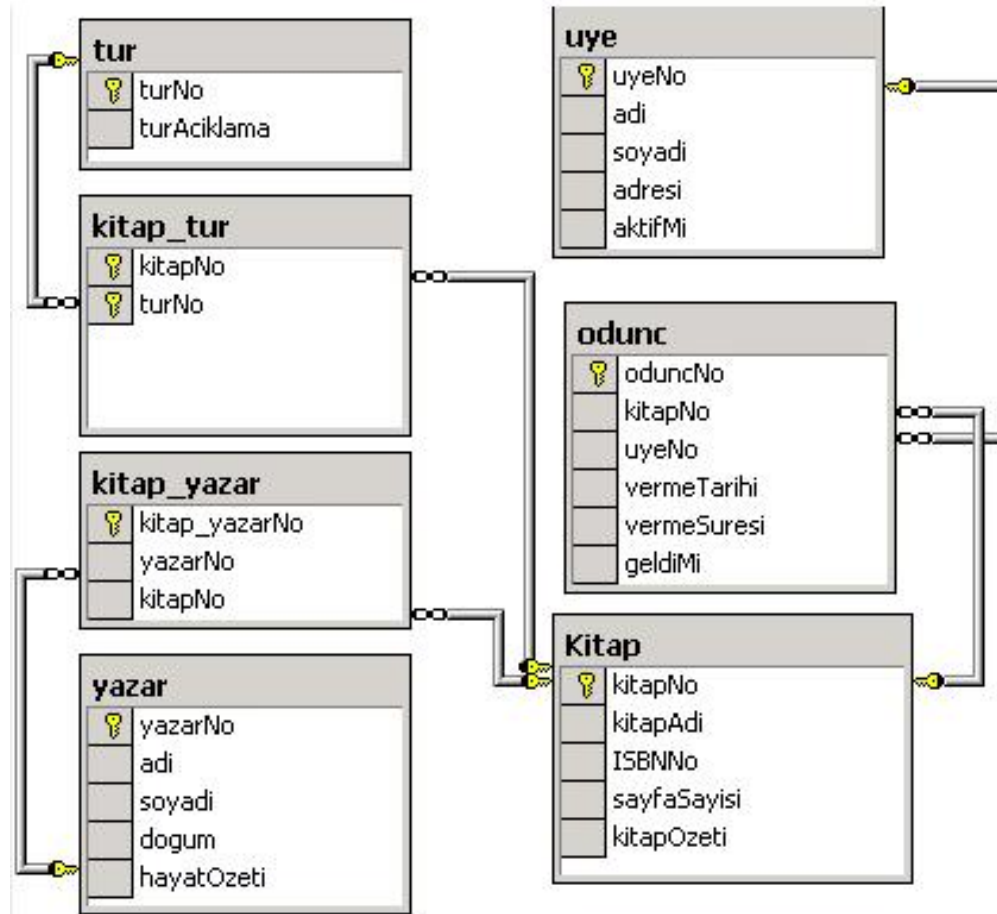 tur
turNo
turAciklama
kitap_tur
kitapNo
turNo
kitap_yazar
kitap_yazarNo
yazarNo
kitapNo
yazar
yazarNo
adi
soyadi
dogum
hayatOzeti
uye
uyeNo
adi
soyadi
adresi
aktifMi
odunc
oduncNo
kitapNo
uyeNo
vermeTarihi
vermeSuresi
geldiMi
Kitap
kitapNo
kitapAdi
ISBNNo
sayfaSayisi
kitapOzeti